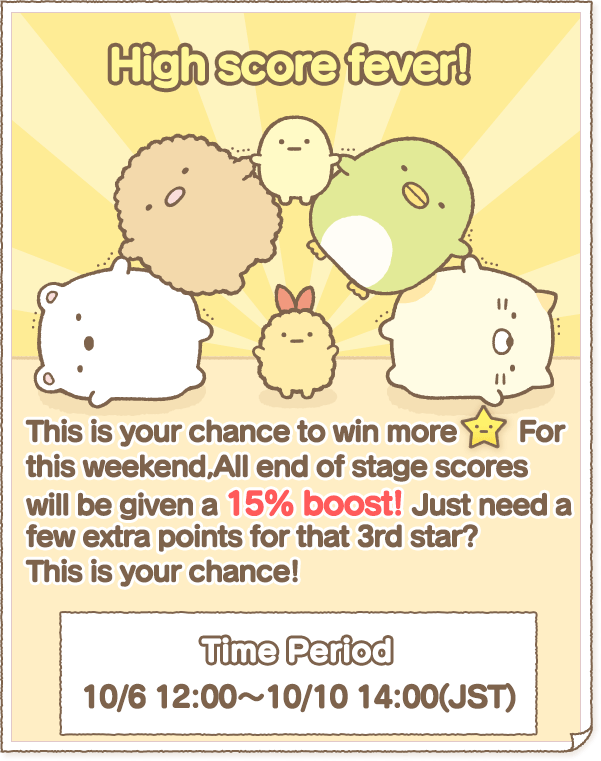 High score fever!
This is your chance to win more For
this weekend,All end of stage scores
will be given a 15% boost! Just need a
few extra points for that 3rd star?
This is your chance!
Time Period
10/6 12:00～10/10 14:00(JST)